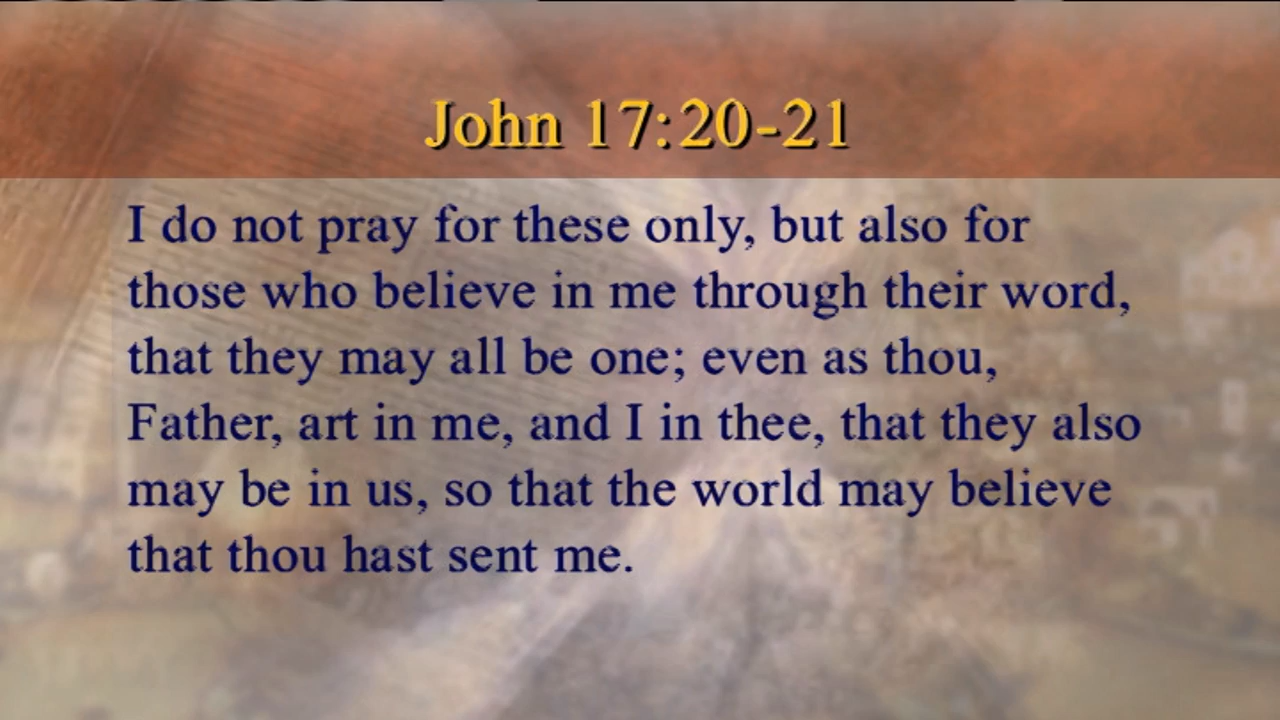 John 17:20-21
I do not pray for these only, but also for
those who believe in me through their word,
that they may all be one; even as thou,
Father, art in me, and I in thee, that they also
may be in us, so that the world may believe
that thou hast sent me.